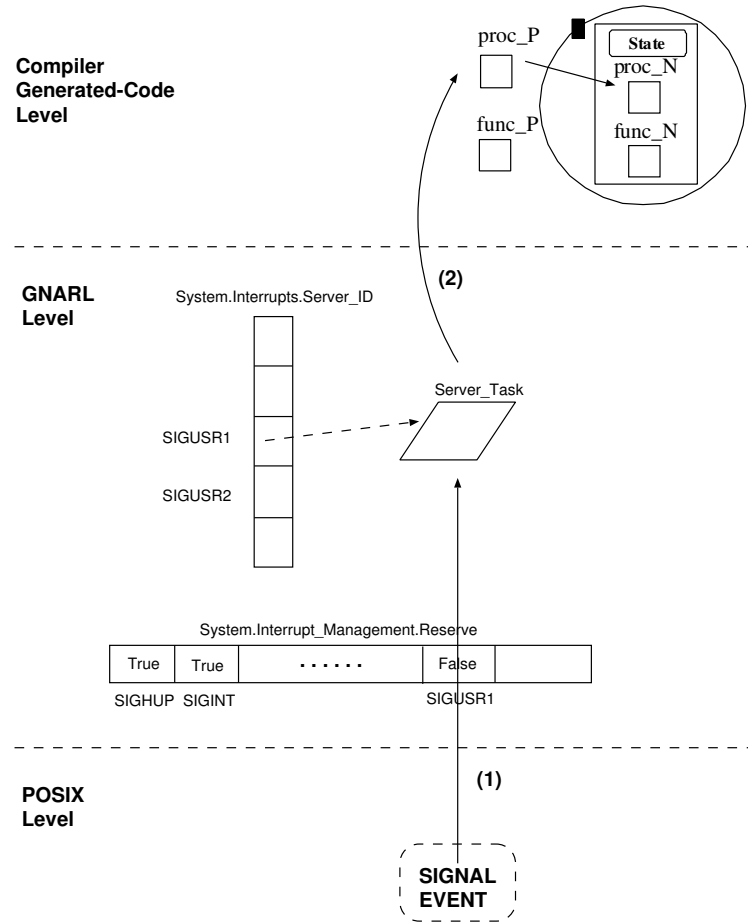 Compiler
Generated-Code
Level
proc_P
func_P
State
proc_N
func_N
(2)
GNARL
Level
System.Interrupts.Server_ID
Server_Task
SIGUSR1
SIGUSR2
System.Interrupt_Management.Reserve
True True ...... False
SIGHUP SIGINT SIGUSR1
POSIX
Level
(1)
SIGNAL
EVENT